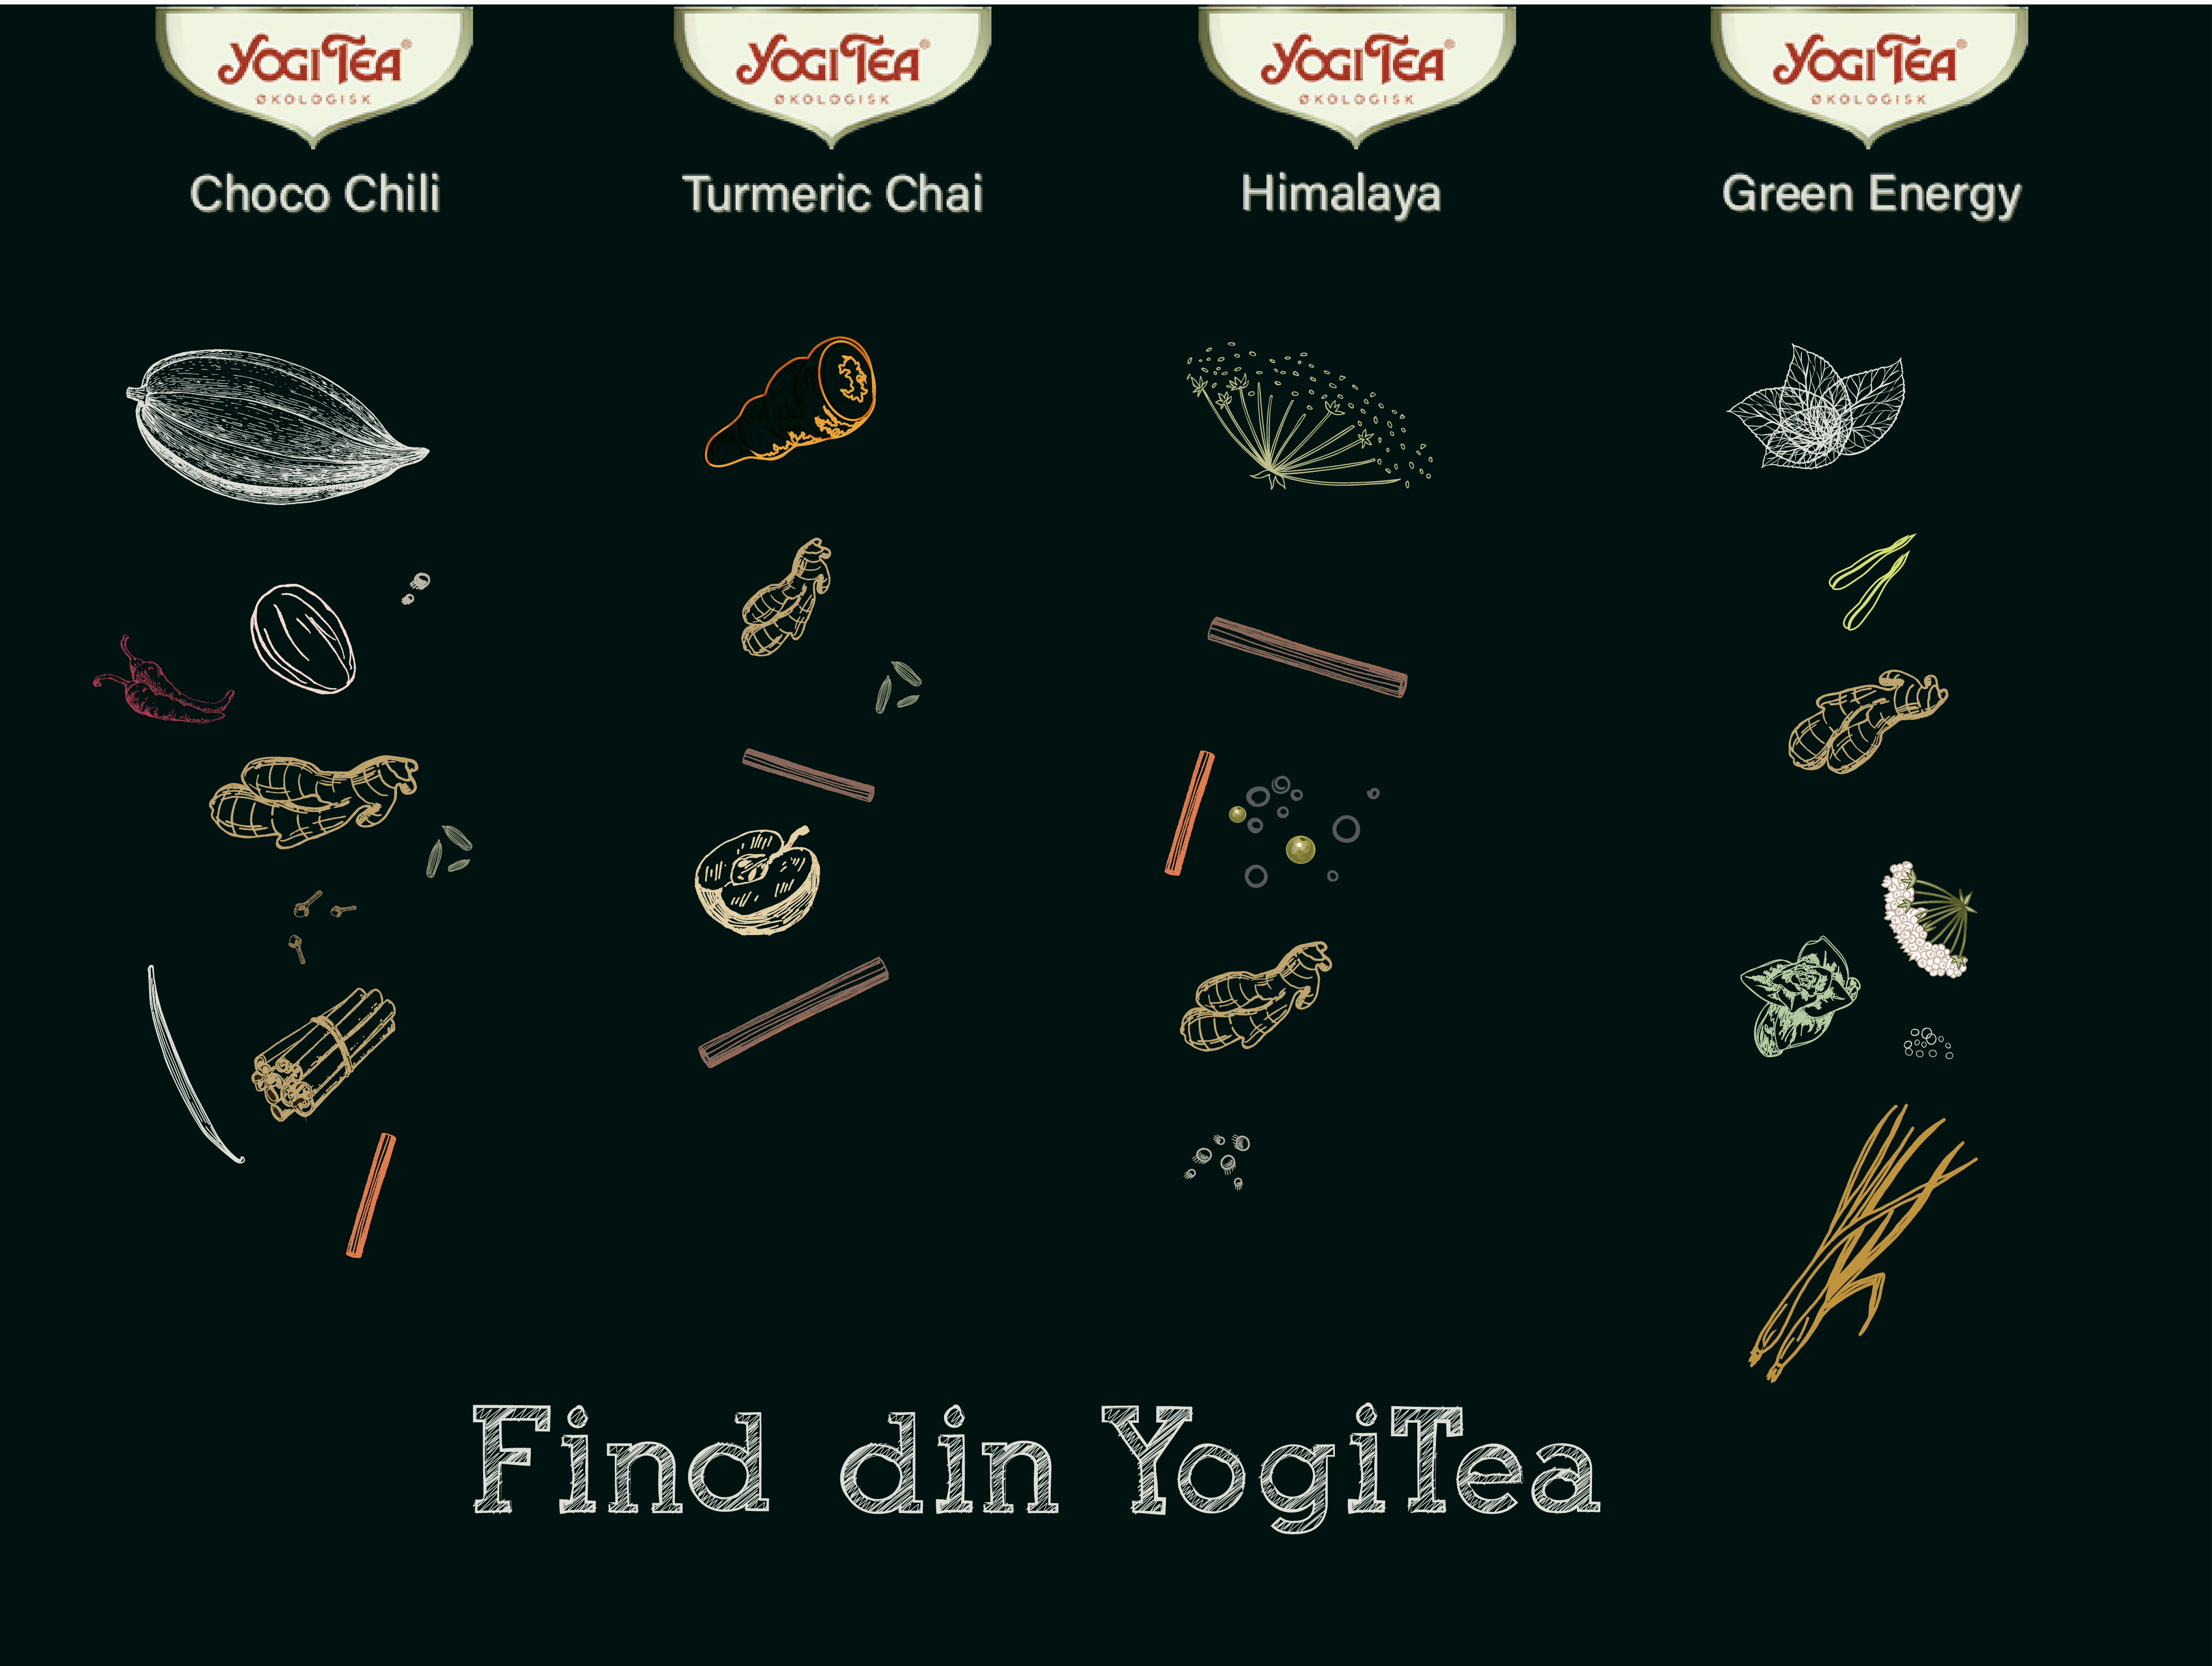 YOGI TEA®
ØKOLOGISK
Choco Chili
YOGI TEA®
ØKOLOGISK
Turmeric Chai
YOGI TEA®
ØKOLOGISK
Himalaya
YOGI TEA®
ØKOLOGISK
Green Energy
Find din YogiTea